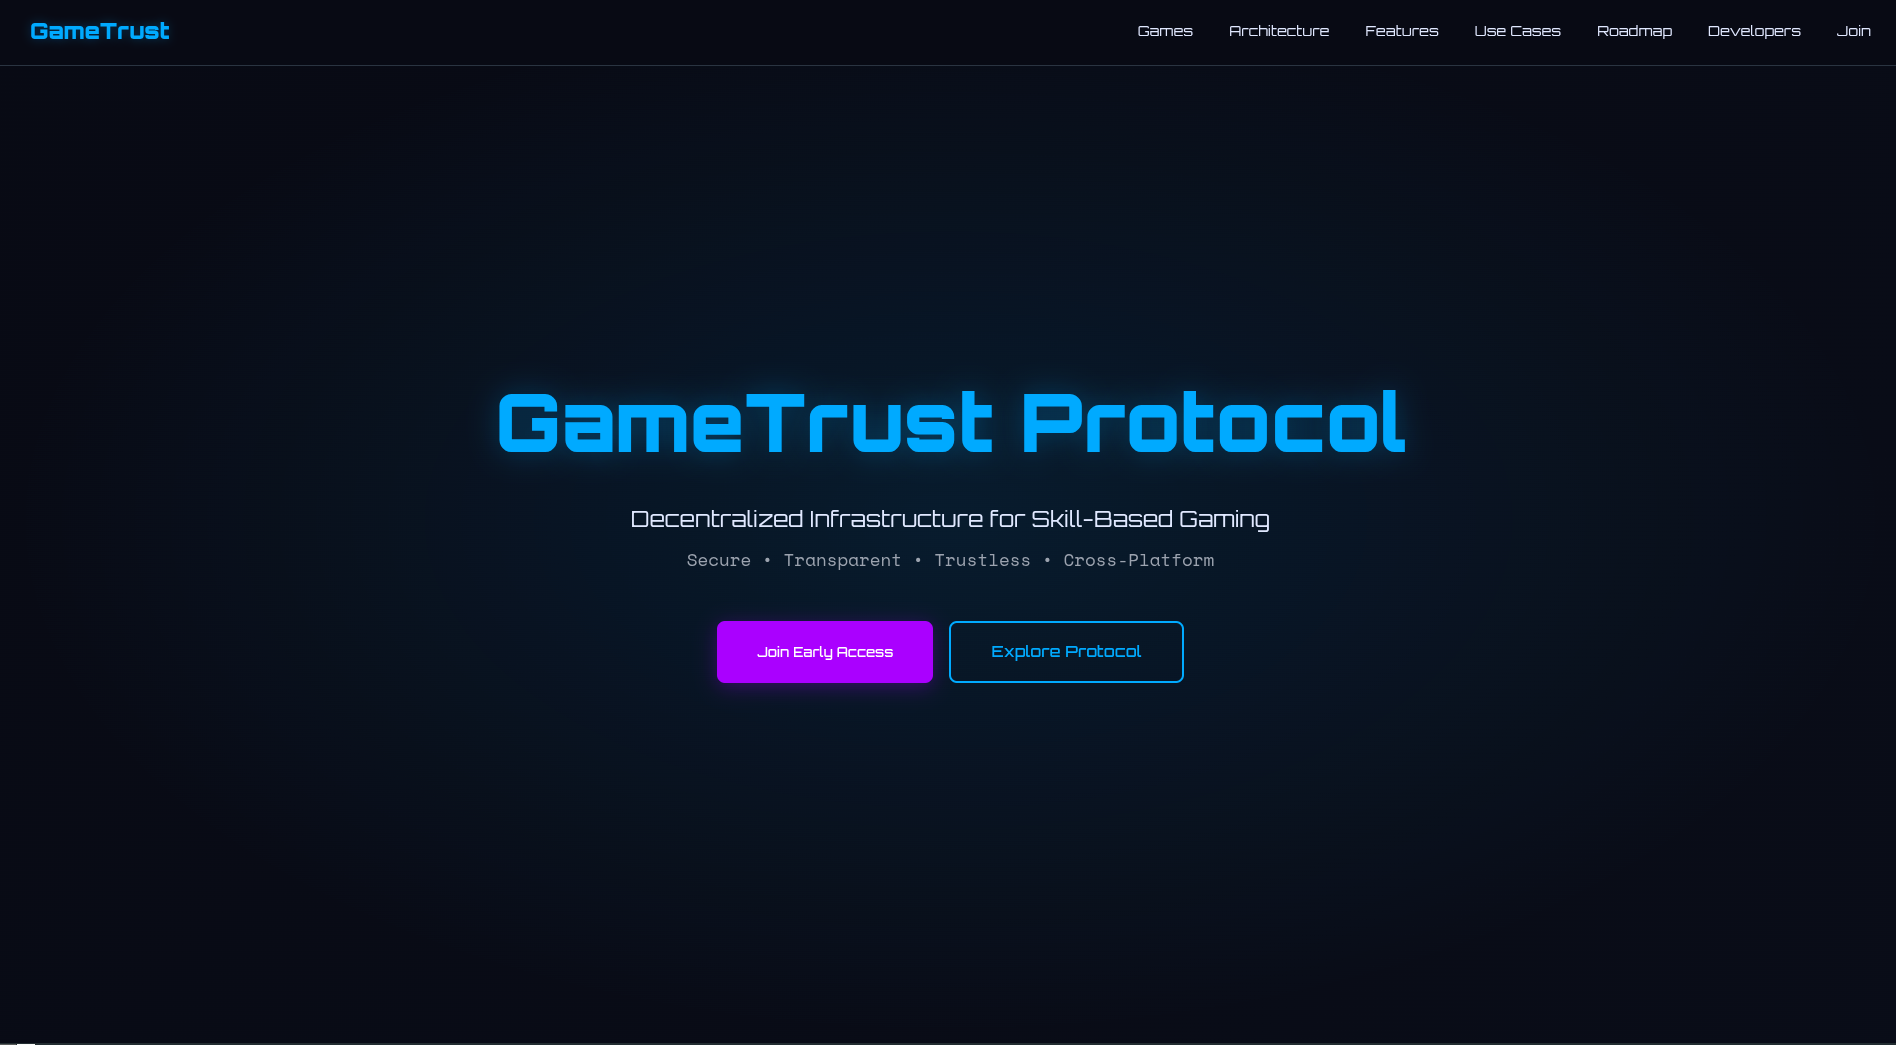 GameTrust Games Architecture Features Use Cases Roadmap Developers Join
GameTrust Protocol
Decentralized Infrastructure for Skill-Based Gaming
Secure • Transparent • Trustless • Cross-Platform
Join Early Access Explore Protocol